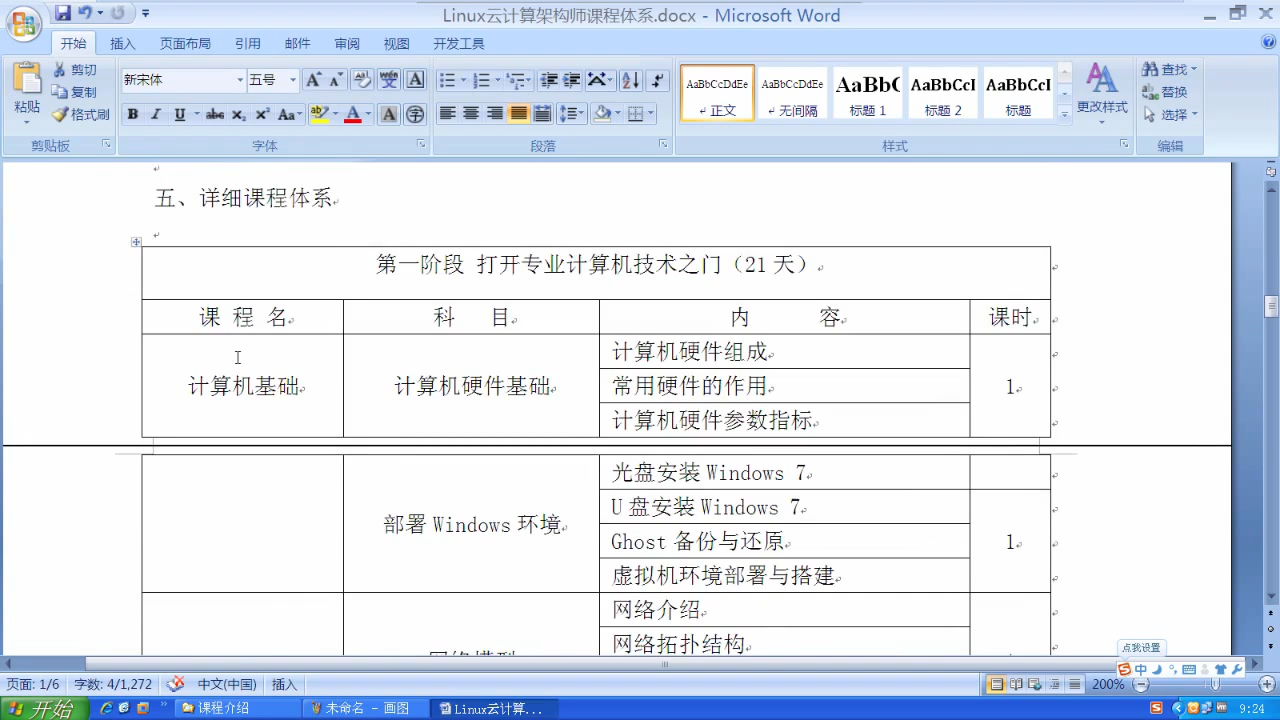 Linux云计算架构师课程体系.docx - Microsoft Word
开始 插入 页面布局 引用 邮件 审阅 视图 开发工具
粘贴 剪切 复制 格式刷
新宋体 五号
AaBbCcDdEe AaBbCcDdEe AaBbC AaBbCcI AaBbCcI
正文 无间隔 标题 1 标题 2 标题
更改样式
查找 替换 选择
剪贴板 字体 段落 样式 编辑
五、详细课程体系
第一阶段 打开专业计算机技术之门（21 天）
课 程 名 科 目 内 容 课时
计算机基础
计算机硬件基础
计算机硬件组成
常用硬件的作用
计算机硬件参数指标
1
部署 Windows 环境
光盘安装 Windows 7
U 盘安装 Windows 7
Ghost 备份与还原
虚拟机环境部署与搭建
1
网络介绍
网络拓扑结构
点我设置
中
页面: 1/6 字数: 4/1,272 中文(中国) 插入 200%
开始 课程介绍 未命名 - 画图 Linux云计算... 9:24